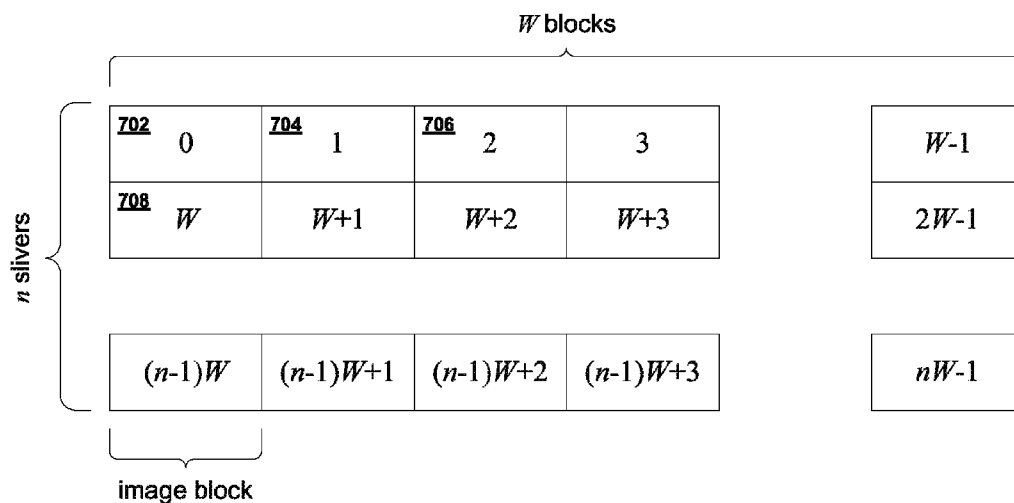 W blocks
702 0 704 1 706 2 3 W-1
708 W W+1 W+2 W+3 2W-1
n slivers
(n-1)W (n-1)W+1 (n-1)W+2 (n-1)W+3 nW-1
image block